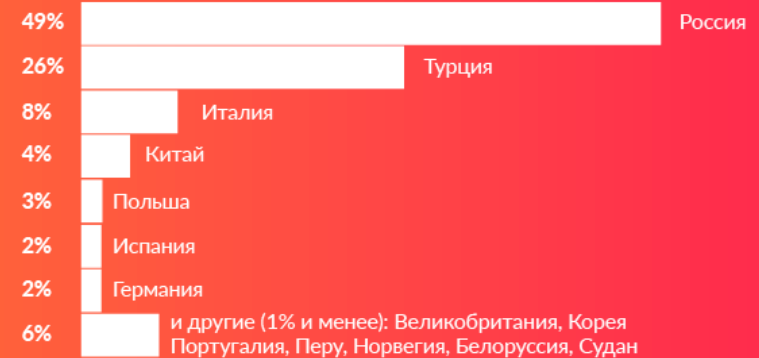 49% Россия
26% Турция
8% Италия
4% Китай
3% Польша
2% Испания
2% Германия
6% и другие (1% и менее): Великобритания, Корея
Португалия, Перу, Норвегия, Белоруссия, Судан